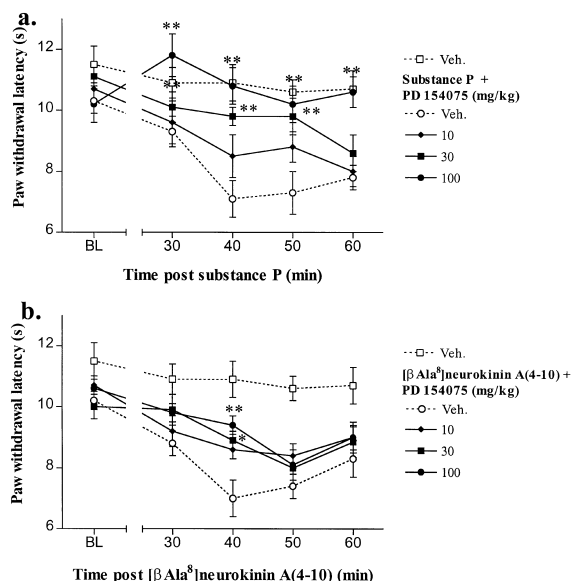 a.
Paw withdrawal latency (s)
12
10
8
6
** ** ** **
** ** **
BL 30 40 50 60
Time post substance P (min)
Veh.
Substance P +
PD 154075 (mg/kg)
Veh.
10
30
100
b.
Paw withdrawal latency (s)
12
10
8
6
**
*
BL 30 40 50 60
Time post [βAla8]neurokinin A(4-10) (min)
Veh.
[βAla8]neurokinin A(4-10) +
PD 154075 (mg/kg)
Veh.
10
30
100